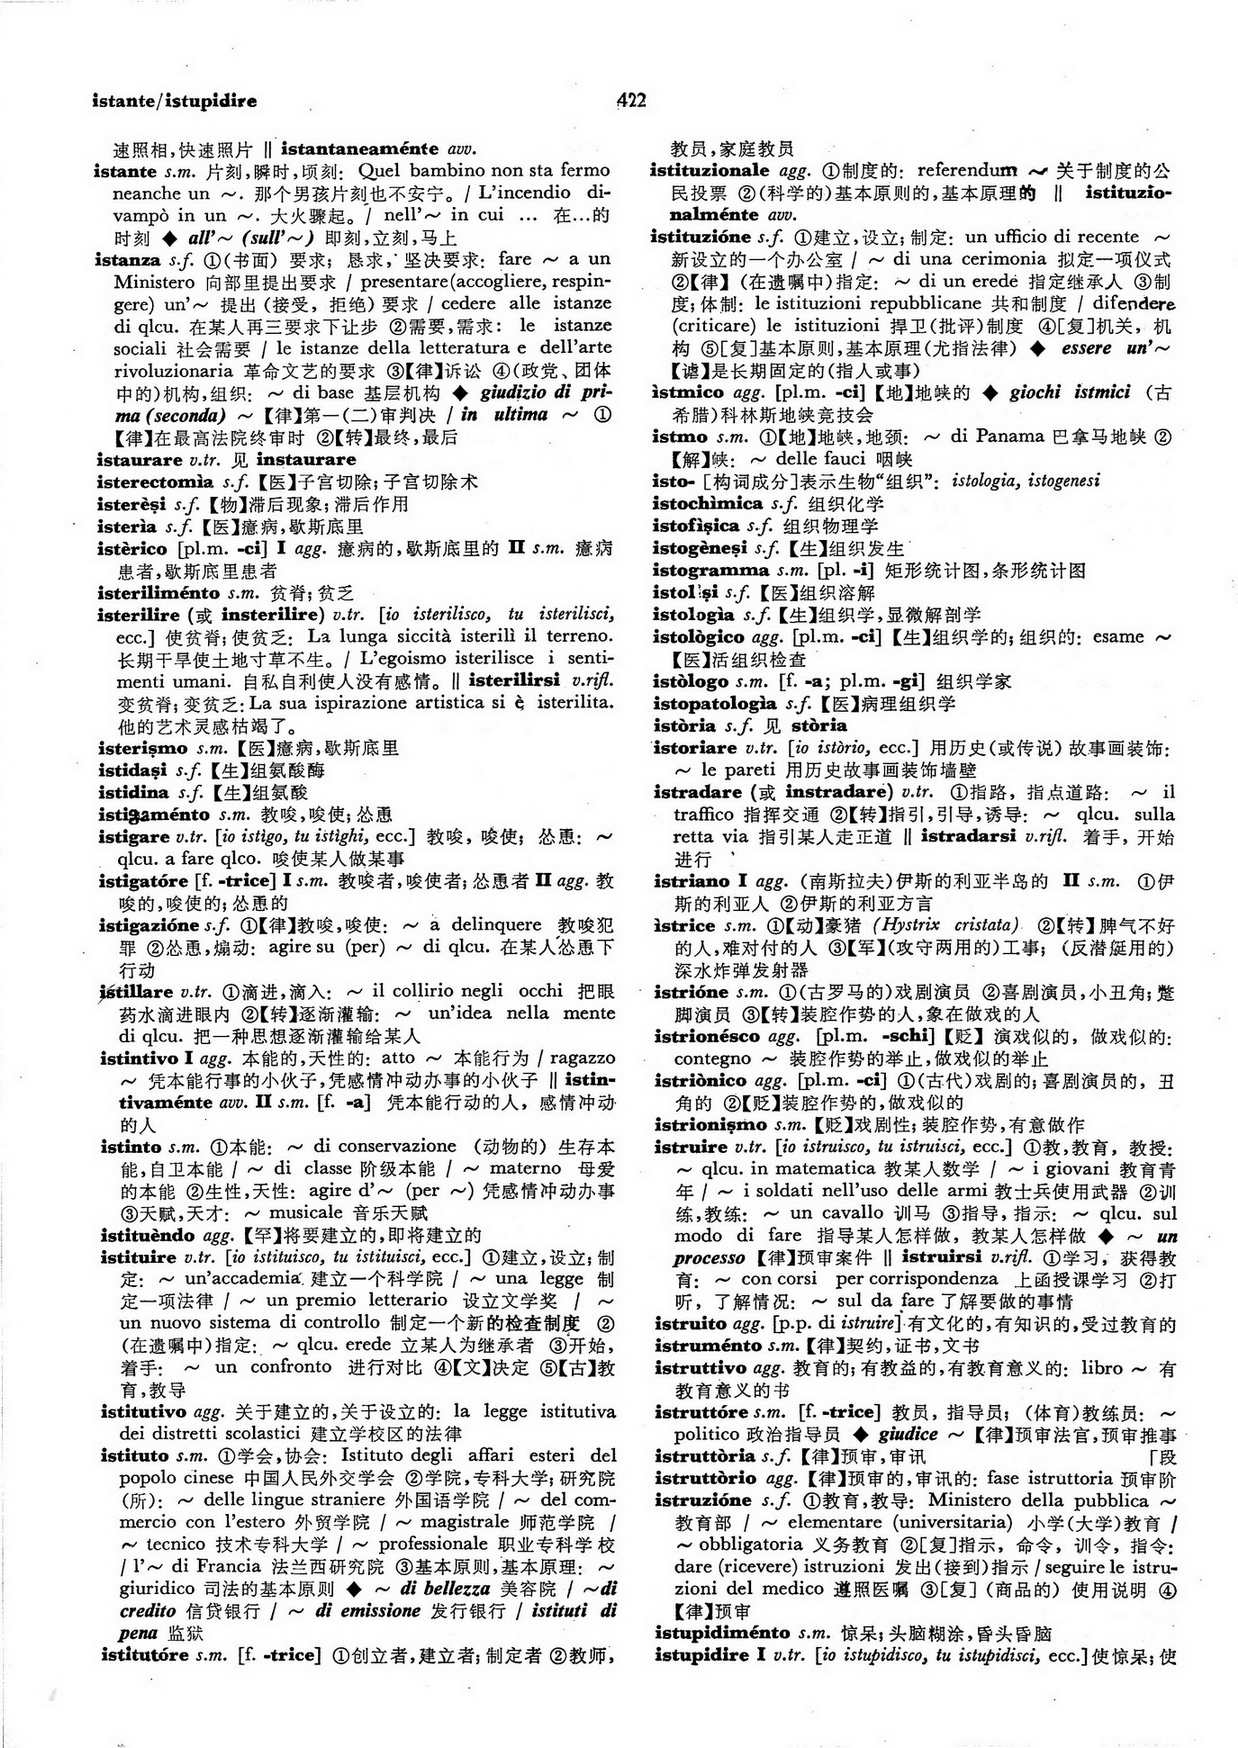 istante/istupidire
422
速照相,快速照片 ‖ istantaneaménte avv.
istante s.m. 片刻,瞬时,顷刻: Quel bambino non sta fermo
neanche un ～. 那个男孩片刻也不安宁。/ L'incendio di-
vampò in un ～. 大火骤起。/ nell'～ in cui … 在…的
时刻 ◆ all'～ (sull'～) 即刻,立刻,马上
istanza s.f. ①(书面) 要求; 恳求, 坚决要求: fare ～ a un
Ministero 向部里提出要求 / presentare(accogliere, respin-
gere) un'～ 提出 (接受, 拒绝) 要求 / cedere alle istanze
di qlcu. 在某人再三要求下让步 ②需要,需求: le istanze
sociali 社会需要 / le istanze della letteratura e dell'arte
rivoluzionaria 革命文艺的要求 ③【律】诉讼 ④(政党、团体
中的)机构,组织: ～ di base 基层机构 ◆ giudizio di pri-
ma (seconda) ～ 【律】第一(二)审判决 / in ultima ～ ①
【律】在最高法院终审时 ②【转】最终,最后
istaurare v.tr. 见 instaurare
isterectomìa s.f. 【医】子宫切除; 子宫切除术
isterèṣi s.f. 【物】滞后现象; 滞后作用
isterìa s.f. 【医】癔病,歇斯底里
istèrico [pl.m. -ci] I agg. 癔病的,歇斯底里的 II s.m. 癔病
患者,歇斯底里患者
isteriliménto s.m. 贫脊; 贫乏
isterilire (或 insterilire) v.tr. [io isterilisco, tu isterilisci,
ecc.] 使贫脊; 使贫乏: La lunga siccità isterilì il terreno.
长期干旱使土地寸草不生。/ L'egoismo isterilisce i senti-
menti umani. 自私自利使人没有感情。‖ isterilirsi v.rifl.
变贫脊; 变贫乏: La sua ispirazione artistica si è isterilita.
他的艺术灵感枯竭了。
isteriṣmo s.m. 【医】癔病,歇斯底里
istidaṣi s.f. 【生】组氨酸酶
istidina s.f. 【生】组氨酸
istigaménto s.m. 教唆,唆使; 怂恿
istigare v.tr. [io istìgo, tu istìghi, ecc.] 教唆, 唆使; 怂恿: ～
qlcu. a fare qlco. 唆使某人做某事
istigatóre [f. -trice] I s.m. 教唆者,唆使者; 怂恿者 II agg. 教
唆的,唆使的; 怂恿的
istigazióne s.f. ①【律】教唆,唆使: ～ a delinquere 教唆犯
罪 ②怂恿,煽动: agire su (per) ～ di qlcu. 在某人怂恿下
行动
istillare v.tr. ①滴进,滴入: ～ il collirio negli occhi 把眼
药水滴进眼内 ②【转】逐渐灌输: ～ un'idea nella mente
di qlcu. 把一种思想逐渐灌输给某人
istintivo I agg. 本能的,天性的: atto ～ 本能行为 / ragazzo
～ 凭本能行事的小伙子,凭感情冲动办事的小伙子 ‖ istin-
tivaménte avv. II s.m. [f. -a] 凭本能行动的人, 感情冲动
的人
istinto s.m. ①本能: ～ di conservazione (动物的) 生存本
能,自卫本能 / ～ di classe 阶级本能 / ～ materno 母爱
的本能 ②生性,天性: agire d'～ (per ～) 凭感情冲动办事
③天赋,天才: ～ musicale 音乐天赋
istituèndo agg. 【罕】将要建立的,即将建立的
istituire v.tr. [io istituisco, tu istituisci, ecc.] ①建立,设立; 制
定: ～ un'accademia 建立一个科学院 / ～ una legge 制
定一项法律 / ～ un premio letterario 设立文学奖 / ～
un nuovo sistema di controllo 制定一个新的检查制度 ②
(在遗嘱中)指定: ～ qlcu. erede 立某人为继承者 ③开始,
着手: ～ un confronto 进行对比 ④【文】决定 ⑤【古】教
育,教导
istitutivo agg. 关于建立的,关于设立的: la legge istitutiva
dei distretti scolastici 建立学校区的法律
istituto s.m. ①学会,协会: Istituto degli affari esteri del
popolo cinese 中国人民外交学会 ②学院,专科大学; 研究院
(所): ～ delle lingue straniere 外国语学院 / ～ del com-
mercio con l'estero 外贸学院 / ～ magistrale 师范学院 /
～ tecnico 技术专科大学 / ～ professionale 职业专科学校
/ l'～ di Francia 法兰西研究院 ③基本原则,基本原理: ～
giuridico 司法的基本原则 ◆ ～ di bellezza 美容院 / ～di
credito 信贷银行 / ～ di emissione 发行银行 / istituti di
pena 监狱
istitutóre s.m. [f. -trice] ①创立者,建立者; 制定者 ②教师,
教员,家庭教员
istituzionale agg. ①制度的: referendum ～ 关于制度的公
民投票 ②(科学的)基本原则的,基本原理的 ‖ istituzio-
nalménte avv.
istituzióne s.f. ①建立,设立; 制定: un ufficio di recente ～
新设立的一个办公室 / ～ di una cerimonia 拟定一项仪式
②【律】 (在遗嘱中)指定: ～ di un erede 指定继承人 ③制
度; 体制: le istituzioni repubblicane 共和制度 / difendere
(criticare) le istituzioni 捍卫(批评)制度 ④[复]机关, 机
构 ⑤[复]基本原则,基本原理(尤指法律) ◆ essere un'～
【谑】是长期固定的(指人或事)
ìstmico agg. [pl.m. -ci] 【地】地峡的 ◆ giochi istmici (古
希腊)科林斯地峡竞技会
istmo s.m. ①【地】地峡,地颈: ～ di Panama 巴拿马地峡 ②
【解】峡: ～ delle fauci 咽峡
isto- [构词成分]表示生物“组织”: istologia, istogenesi
istochìmica s.f. 组织化学
istofìṣica s.f. 组织物理学
istogèneṣi s.f. 【生】组织发生
istogramma s.m. [pl. -i] 矩形统计图,条形统计图
istolìṣi s.f. 【医】组织溶解
istologìa s.f. 【生】组织学,显微解剖学
istològico agg. [pl.m. -ci] 【生】组织学的; 组织的: esame ～
【医】活组织检查
istòlogo s.m. [f. -a; pl.m. -gi] 组织学家
istopatologìa s.f. 【医】病理组织学
istòria s.f. 见 stòria
istoriare v.tr. [io istòrio, ecc.] 用历史(或传说) 故事画装饰:
～ le pareti 用历史故事画装饰墙壁
istradare (或 instradare) v.tr. ①指路, 指点道路: ～ il
traffico 指挥交通 ②【转】指引,引导,诱导: ～ qlcu. sulla
retta via 指引某人走正道 ‖ istradarsi v.rifl. 着手, 开始
进行
istriano I agg. (南斯拉夫)伊斯的利亚半岛的 II s.m. ①伊
斯的利亚人 ②伊斯的利亚方言
ìstrice s.m. ①【动】豪猪 (Hystrix cristata) ②【转】脾气不好
的人,难对付的人 ③【军】(攻守两用的)工事; (反潜艇用的)
深水炸弹发射器
istrióne s.m. ①(古罗马的)戏剧演员 ②喜剧演员,小丑角; 蹩
脚演员 ③【转】装腔作势的人,象在做戏的人
istrionésco agg. [pl.m. -schi] 【贬】 演戏似的, 做戏似的:
contegno ～ 装腔作势的举止,做戏似的举止
istriònico agg. [pl.m. -ci] ①(古代)戏剧的; 喜剧演员的, 丑
角的 ②【贬】装腔作势的,做戏似的
istrioniṣmo s.m. 【贬】戏剧性; 装腔作势,有意做作
istruire v.tr. [io istruisco, tu istruisci, ecc.] ①教,教育, 教授:
～ qlcu. in matematica 教某人数学 / ～ i giovani 教育青
年 / ～ i soldati nell'uso delle armi 教士兵使用武器 ②训
练,教练: ～ un cavallo 训马 ③指导, 指示: ～ qlcu. sul
modo di fare 指导某人怎样做, 教某人怎样做 ◆ ～ un
processo 【律】预审案件 ‖ istruirsi v.rifl. ①学习, 获得教
育: ～ con corsi per corrispondenza 上函授课学习 ②打
听, 了解情况: ～ sul da fare 了解要做的事情
istruito agg. [p.p. di istruire] 有文化的,有知识的,受过教育的
istruménto s.m. 【律】契约,证书,文书
istruttivo agg. 教育的; 有教益的,有教育意义的: libro ～ 有
教育意义的书
istruttóre s.m. [f. -trice] 教员, 指导员; (体育)教练员: ～
politico 政治指导员 ◆ giudice ～ 【律】预审法官,预审推事
istruttòria s.f. 【律】预审,审讯 「段
istruttòrio agg. 【律】预审的,审讯的: fase istruttoria 预审阶
istruzióne s.f. ①教育,教导: Ministero della pubblica ～
教育部 / ～ elementare (universitaria) 小学(大学)教育 /
～ obbligatoria 义务教育 ②[复]指示, 命令, 训令, 指令:
dare (ricevere) istruzioni 发出(接到)指示 / seguire le istru-
zioni del medico 遵照医嘱 ③[复] (商品的) 使用说明 ④
【律】预审
istupidiménto s.m. 惊呆; 头脑糊涂,昏头昏脑
istupidire I v.tr. [io istupidisco, tu istupidisci, ecc.] 使惊呆; 使